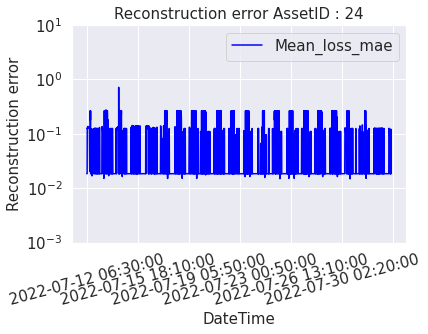 Reconstruction error AssetID : 24
Mean_loss_mae
Reconstruction error
10^1
10^0
10^-1
10^-2
10^-3
2022-07-12 06:30:00
2022-07-15 18:10:00
2022-07-19 05:50:00
2022-07-23 00:50:00
2022-07-26 13:10:00
2022-07-30 02:20:00
DateTime